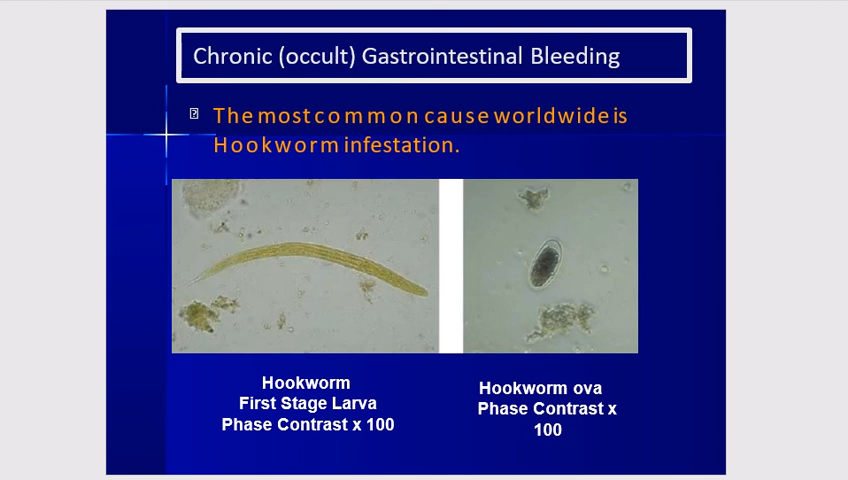 Chronic (occult) Gastrointestinal Bleeding
The most common cause worldwide is
Hookworm infestation.
Hookworm
First Stage Larva
Phase Contrast x 100
Hookworm ova
Phase Contrast x
100